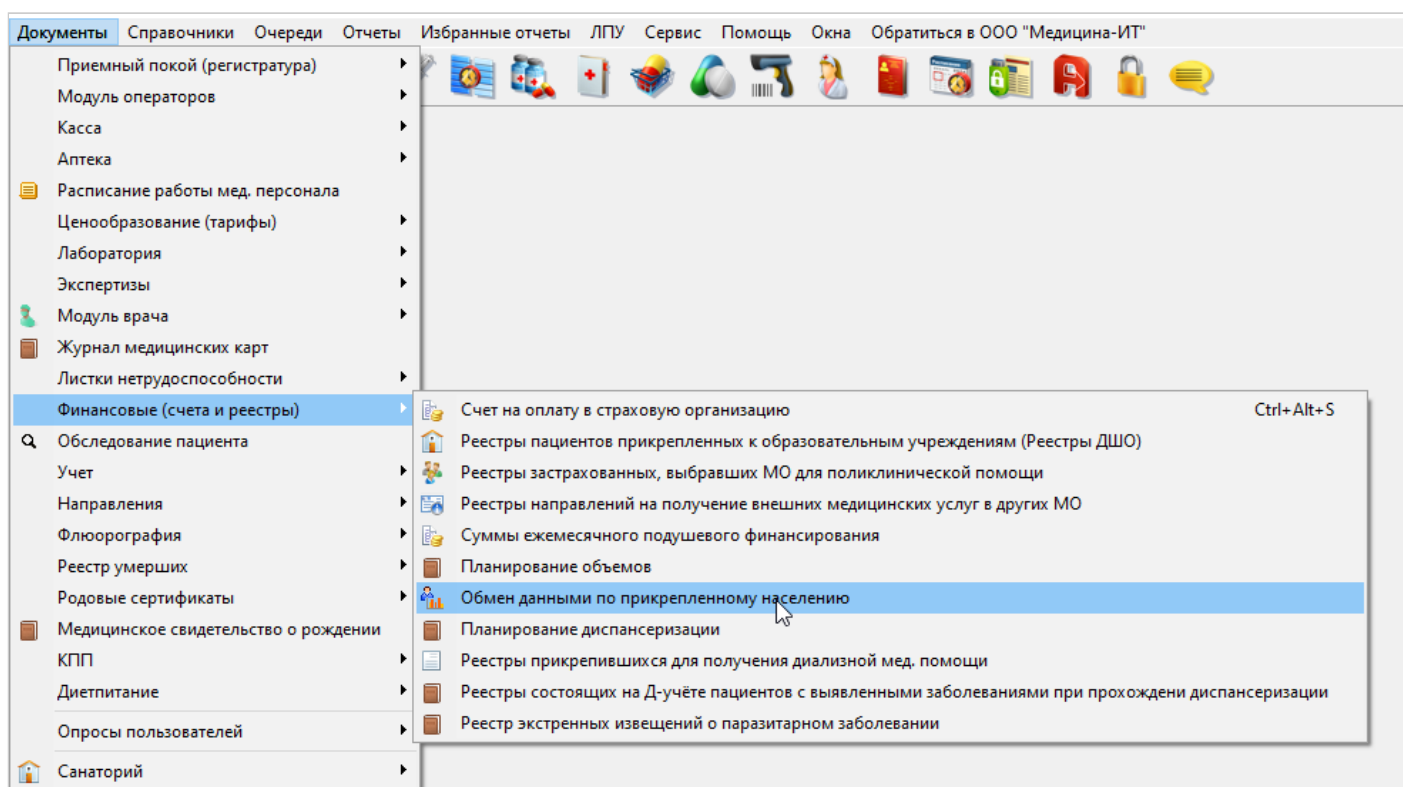 Документы Справочники Очереди Отчеты Избранные отчеты ЛПУ Сервис Помощь Окна Обратиться в ООО "Медицина-ИТ"
Приемный покой (регистратура)
Модуль операторов
Касса
Аптека
Расписание работы мед. персонала
Ценообразование (тарифы)
Лаборатория
Экспертизы
Модуль врача
Журнал медицинских карт
Листки нетрудоспособности
Финансовые (счета и реестры)
Обследование пациента
Учет
Направления
Флюорография
Реестр умерших
Родовые сертификаты
Медицинское свидетельство о рождении
КПП
Диетпитание
Опросы пользователей
Санаторий
Счет на оплату в страховую организацию Ctrl+Alt+S
Реестры пациентов прикрепленных к образовательным учреждениям (Реестры ДШО)
Реестры застрахованных, выбравших МО для поликлинической помощи
Реестры направлений на получение внешних медицинских услуг в других МО
Суммы ежемесячного подушевого финансирования
Планирование объемов
Обмен данными по прикрепленному населению
Планирование диспансеризации
Реестры прикрепившихся для получения диализной мед. помощи
Реестры состоящих на Д-учёте пациентов с выявленными заболеваниями при прохождени диспансеризации
Реестр экстренных извещений о паразитарном заболевании